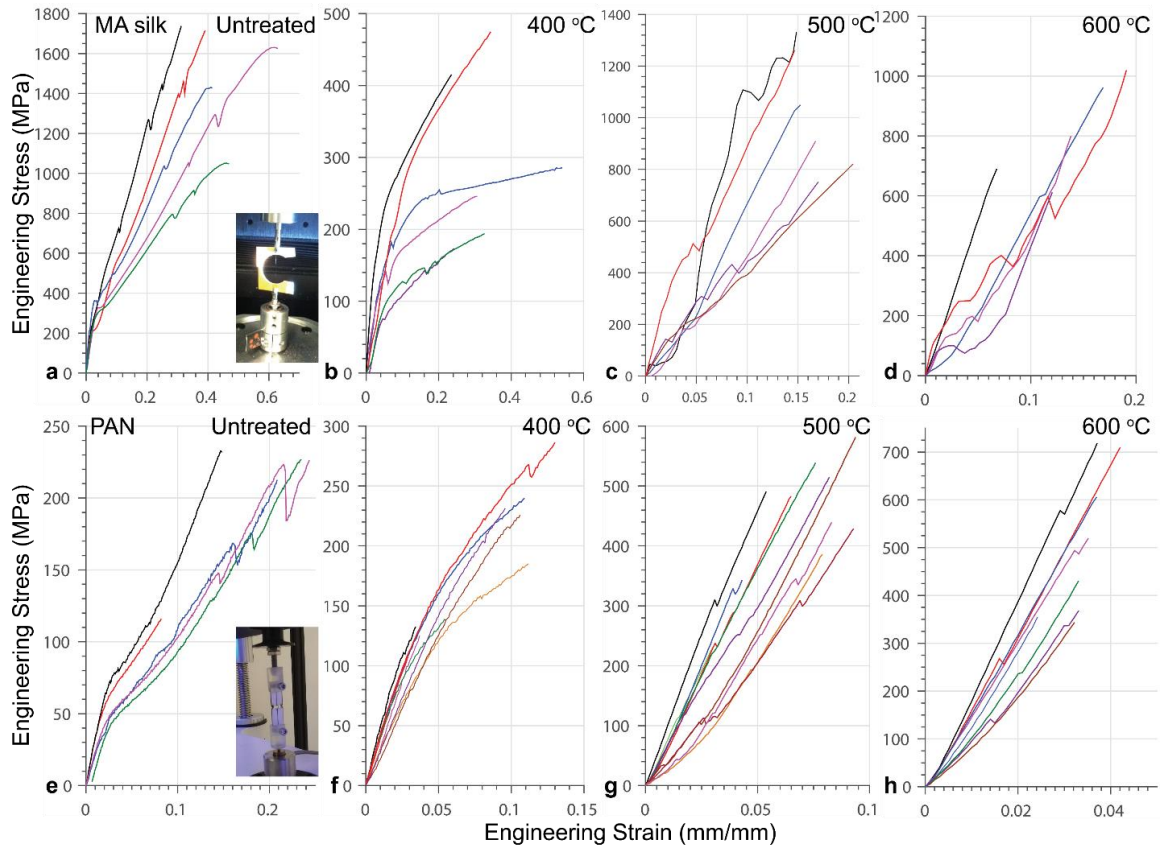 MA silk Untreated
400 °C
500 °C
600 °C
1800
1600
1400
1200
1000
800
600
400
200
0
0 0.2 0.4 0.6
a
500
400
300
200
100
0
0 0.2 0.4
b
1400
1200
1000
800
600
400
200
0
0 0.05 0.1 0.15 0.2
c
1200
1000
800
600
400
200
0
0 0.1 0.2
d
Engineering Stress (MPa)
PAN Untreated
400 °C
500 °C
600 °C
250
200
150
100
50
0
0 0.1 0.2
e
300
250
200
150
100
50
0
0 0.05 0.1 0.15
f
600
500
400
300
200
100
0
0 0.05 0.1
g
700
600
500
400
300
200
100
0
0 0.02 0.04
h
Engineering Stress (MPa)
Engineering Strain (mm/mm)